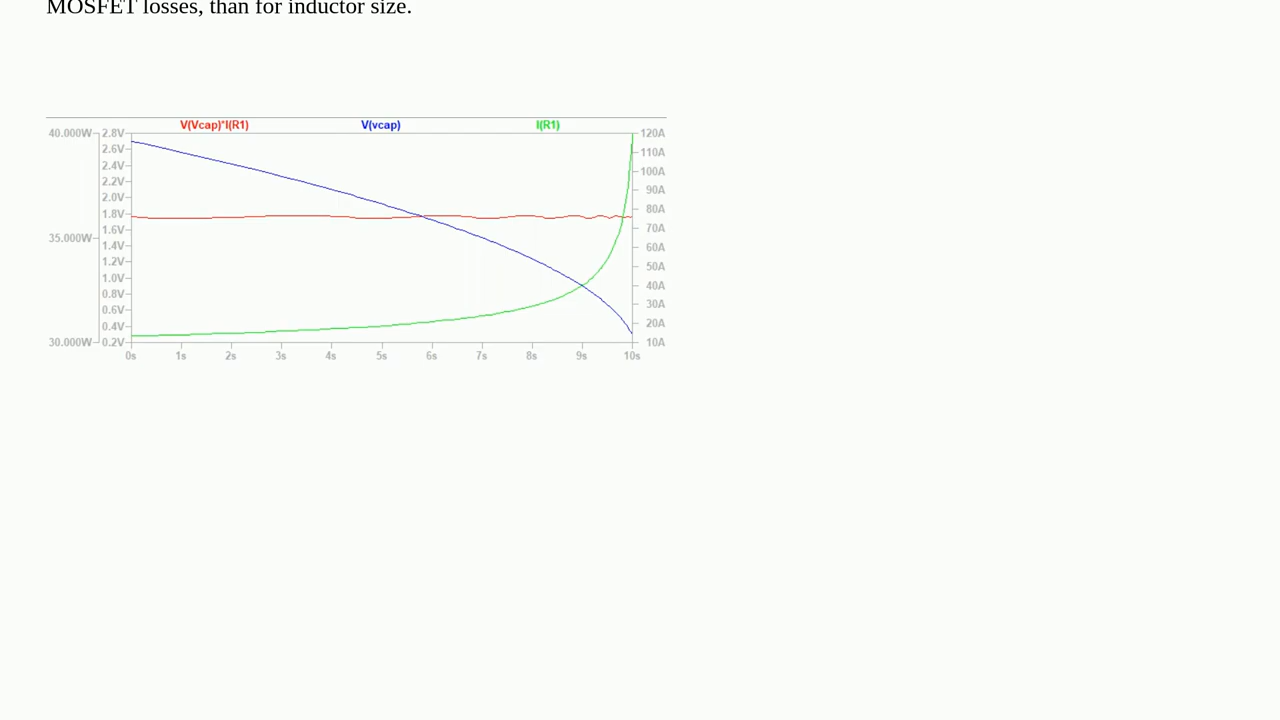 MOSFET losses, than for inductor size.
V(Vcap)*I(R1) V(vcap) I(R1)
40.000W 2.8V 120A
2.6V 110A
2.4V 100A
2.2V 90A
2.0V 80A
1.8V 70A
35.000W 1.6V 60A
1.4V 50A
1.2V 40A
1.0V 30A
0.8V 20A
0.6V 10A
0.4V
30.000W 0.2V
0s 1s 2s 3s 4s 5s 6s 7s 8s 9s 10s